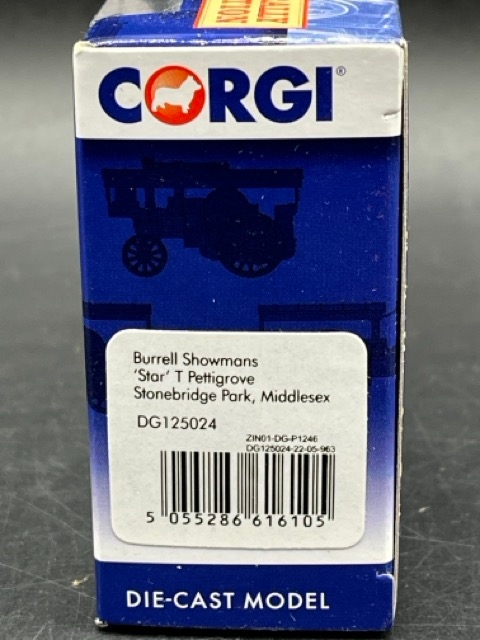 CORGI®
Burrell Showmans
'Star' T Pettigrove
Stonebridge Park, Middlesex
DG125024
ZIN01-DG-P1246
DG125024-22-05-963
5 055286 616105
DIE-CAST MODEL